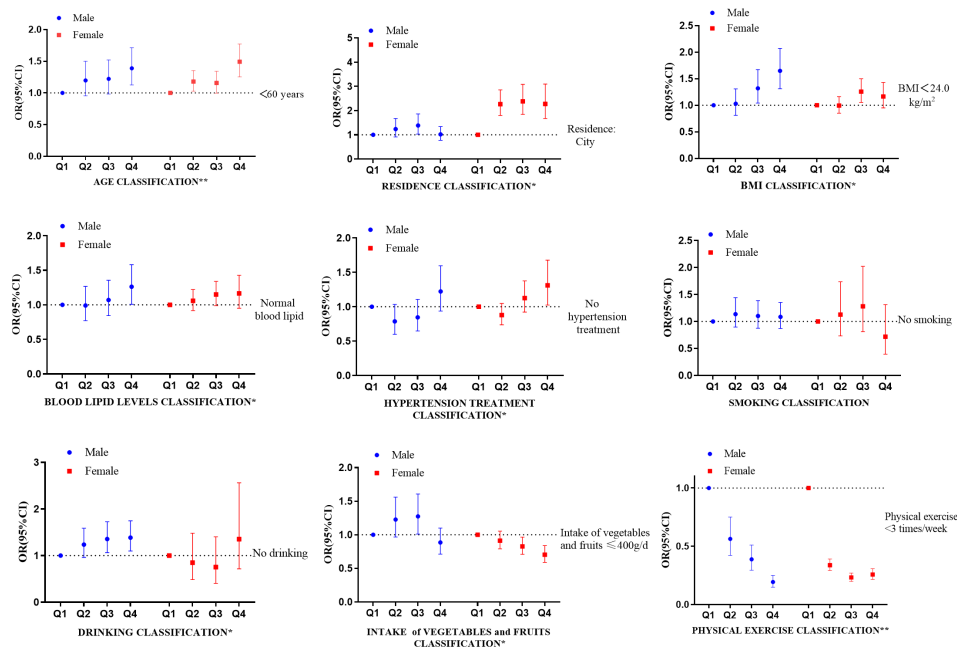 Male
Female
OR(95%CI)
2.0
1.5
1.0
0.5
0.0
Q1 Q2 Q3 Q4 Q1 Q2 Q3 Q4
<60 years
AGE CLASSIFICATION**
Male
Female
OR(95%CI)
5
4
3
2
1
0
Q1 Q2 Q3 Q4 Q1 Q2 Q3 Q4
Residence:
City
RESIDENCE CLASSIFICATION*
Male
Female
OR(95%CI)
2.5
2.0
1.5
1.0
0.5
0.0
Q1 Q2 Q3 Q4 Q1 Q2 Q3 Q4
BMI<24.0
kg/m²
BMI CLASSIFICATION*
Male
Female
OR(95%CI)
2.0
1.5
1.0
0.5
0.0
Q1 Q2 Q3 Q4 Q1 Q2 Q3 Q4
Normal
blood lipid
BLOOD LIPID LEVELS CLASSIFICATION*
Male
Female
OR(95%CI)
2.0
1.5
1.0
0.5
0.0
Q1 Q2 Q3 Q4 Q1 Q2 Q3 Q4
No
hypertension
treatment
HYPERTENSION TREATMENT
CLASSIFICATION*
Male
Female
OR(95%CI)
2.5
2.0
1.5
1.0
0.5
0.0
Q1 Q2 Q3 Q4 Q1 Q2 Q3 Q4
No smoking
SMOKING CLASSIFICATION
Male
Female
OR(95%CI)
3
2
1
0
Q1 Q2 Q3 Q4 Q1 Q2 Q3 Q4
No drinking
DRINKING CLASSIFICATION*
Male
Female
OR(95%CI)
2.0
1.5
1.0
0.5
0.0
Q1 Q2 Q3 Q4 Q1 Q2 Q3 Q4
Intake of vegetables
and fruits ≤400g/d
INTAKE of VEGETABLES and FRUITS
CLASSIFICATION*
Male
Female
OR(95%CI)
1.0
0.5
0.0
Q1 Q2 Q3 Q4 Q1 Q2 Q3 Q4
Physical exercise
<3 times/week
PHYSICAL EXERCISE CLASSIFICATION**